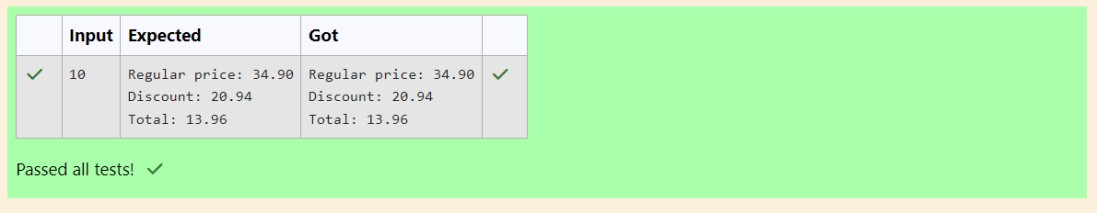 Input Expected Got
10 Regular price: 34.90 Regular price: 34.90
Discount: 20.94 Discount: 20.94
Total: 13.96 Total: 13.96
Passed all tests!